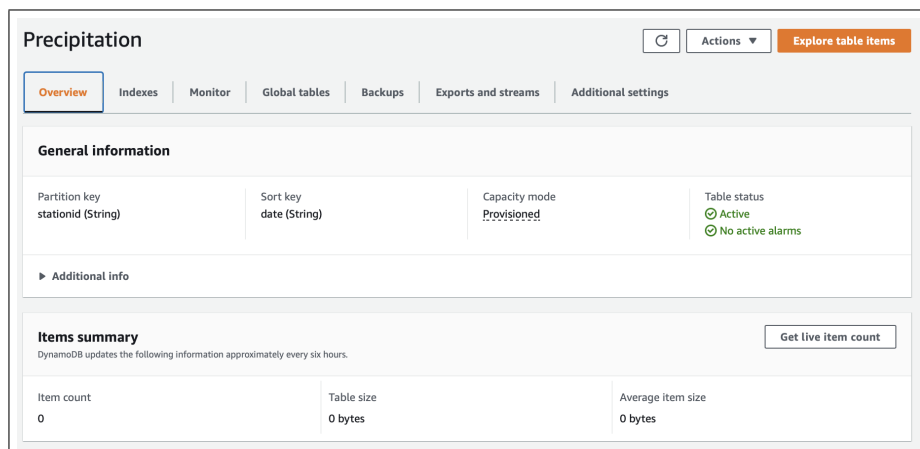 Precipitation
Actions ▼
Explore table items
Overview
Indexes
Monitor
Global tables
Backups
Exports and streams
Additional settings
General information
Partition key
stationid (String)
Sort key
date (String)
Capacity mode
Provisioned
Table status
Active
No active alarms
Additional info
Items summary
DynamoDB updates the following information approximately every six hours.
Get live item count
Item count
0
Table size
0 bytes
Average item size
0 bytes